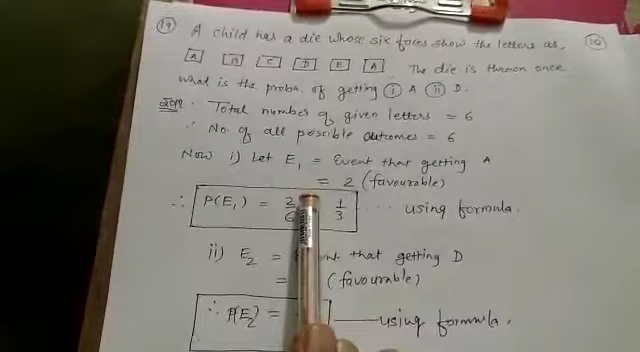 (19) A child has a die whose six faces show the letters as, (20)
A B C D E A The die is thrown once.
What is the proba. of getting (i) A (ii) D.
Soln: Total number of given letters = 6
∴ No of all possible outcomes = 6
Now i) Let E₁ = Event that getting A
= 2 (favourable)
∴ P(E₁) = 2/6 1/3 ---- using formula.
ii) E₂ = that getting D
= (favourable)
∴ P(E₂) = —— using formula.